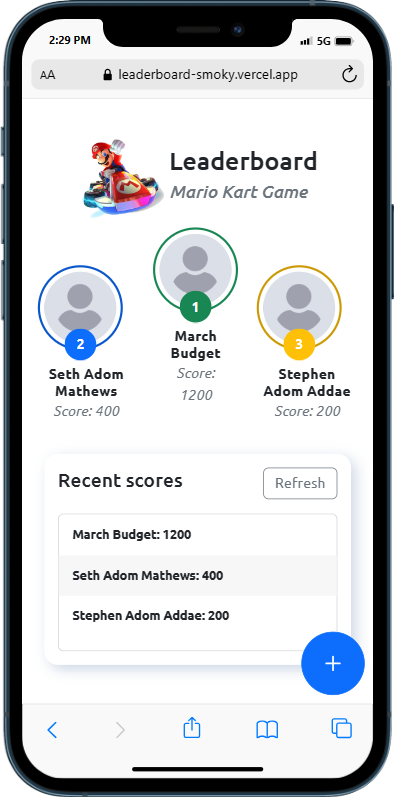 2:29 PM
5G
AA
leaderboard-smoky.vercel.app
Leaderboard
Mario Kart Game
1
March
Budget
Score:
1200
2
Seth Adom
Mathews
Score: 400
3
Stephen
Adom Addae
Score: 200
Recent scores
Refresh
March Budget: 1200
Seth Adom Mathews: 400
Stephen Adom Addae: 200
+